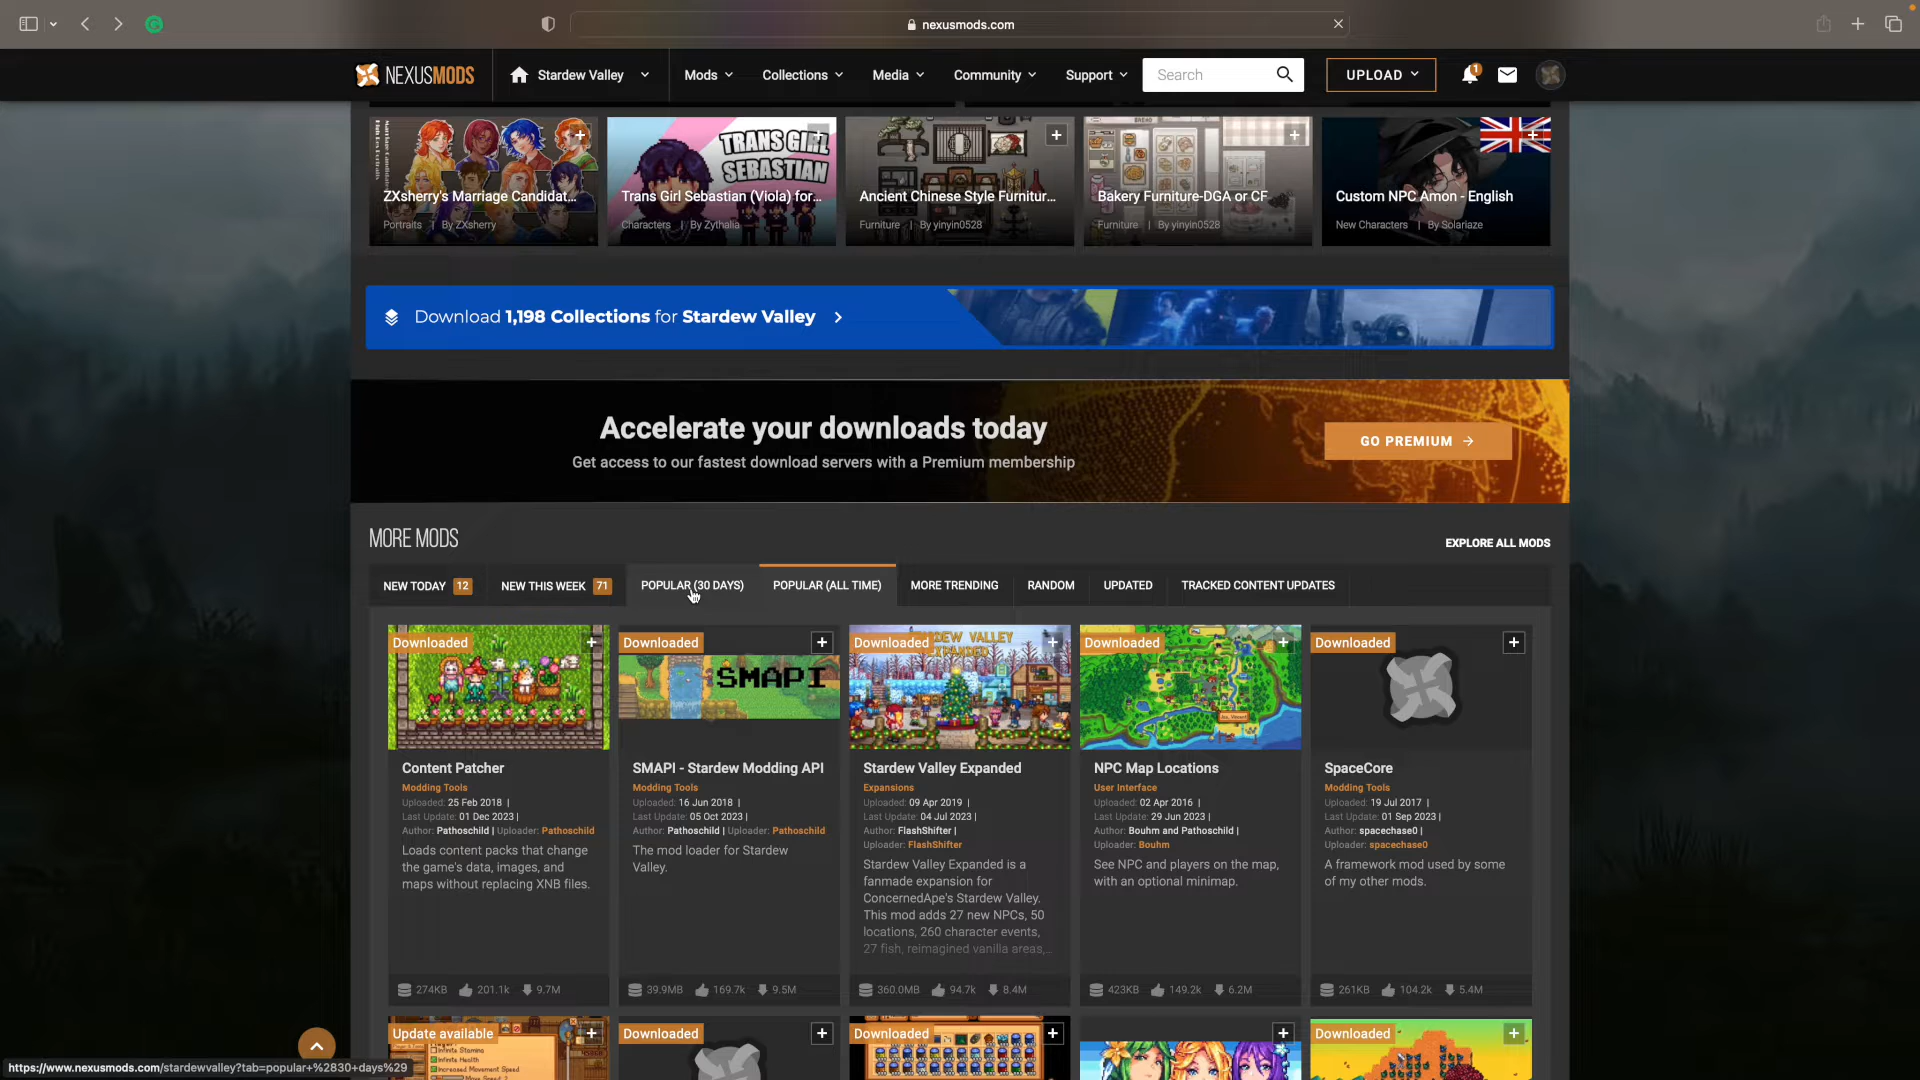 nexusmods.com
NEXUSMODS
Stardew Valley
Mods
Collections
Media
Community
Support
Search
UPLOAD
1
ZXsherry's Marriage Candidat...
Portraits | By ZXsherry
TRANS GIRL
SEBASTIAN
Trans Girl Sebastian (Viola) for...
Characters | By Zythalia
Ancient Chinese Style Furnitur...
Furniture | By yinyin0528
Bakery Furniture-DGA or CF
Furniture | By yinyin0528
Custom NPC Amon - English
New Characters | By Solariaze
Download 1,198 Collections for Stardew Valley
Accelerate your downloads today
Get access to our fastest download servers with a Premium membership
GO PREMIUM
MORE MODS
EXPLORE ALL MODS
NEW TODAY 12
NEW THIS WEEK 71
POPULAR (30 DAYS)
POPULAR (ALL TIME)
MORE TRENDING
RANDOM
UPDATED
TRACKED CONTENT UPDATES
Downloaded
Content Patcher
Modding Tools
Uploaded: 25 Feb 2018 |
Last Update: 01 Dec 2023 |
Author: Pathoschild | Uploader: Pathoschild
Loads content packs that change
the game's data, images, and
maps without replacing XNB files.
274KB 201.1k 9.7M
Downloaded
SMAPI
SMAPI - Stardew Modding API
Modding Tools
Uploaded: 16 Jun 2018 |
Last Update: 05 Oct 2023 |
Author: Pathoschild | Uploader: Pathoschild
The mod loader for Stardew
Valley.
39.9MB 169.7k 9.5M
Downloaded
Stardew Valley Expanded
Expansions
Uploaded: 09 Apr 2019 |
Last Update: 04 Jul 2023 |
Author: FlashShifter |
Uploader: FlashShifter
Stardew Valley Expanded is a
fanmade expansion for
ConcernedApe's Stardew Valley.
This mod adds 27 new NPCs, 50
locations, 260 character events,
27 fish, reimagined vanilla areas,...
360.0MB 94.7k 8.4M
Downloaded
NPC Map Locations
User Interface
Uploaded: 02 Apr 2016 |
Last Update: 29 Jun 2023 |
Author: Bouhm and Pathoschild |
Uploader: Bouhm
See NPC and players on the map,
with an optional minimap.
423KB 149.2k 6.2M
Downloaded
SpaceCore
Modding Tools
Uploaded: 19 Jul 2017 |
Last Update: 01 Sep 2023 |
Author: spacechase0 |
Uploader: spacechase0
A framework mod used by some
of my other mods.
261KB 104.2k 5.4M
Update available
Infinite Stamina
Infinite Health
Increased Movement Speed
Downloaded
Downloaded
Downloaded
https://www.nexusmods.com/stardewvalley?tab=popular+%2830+days%29